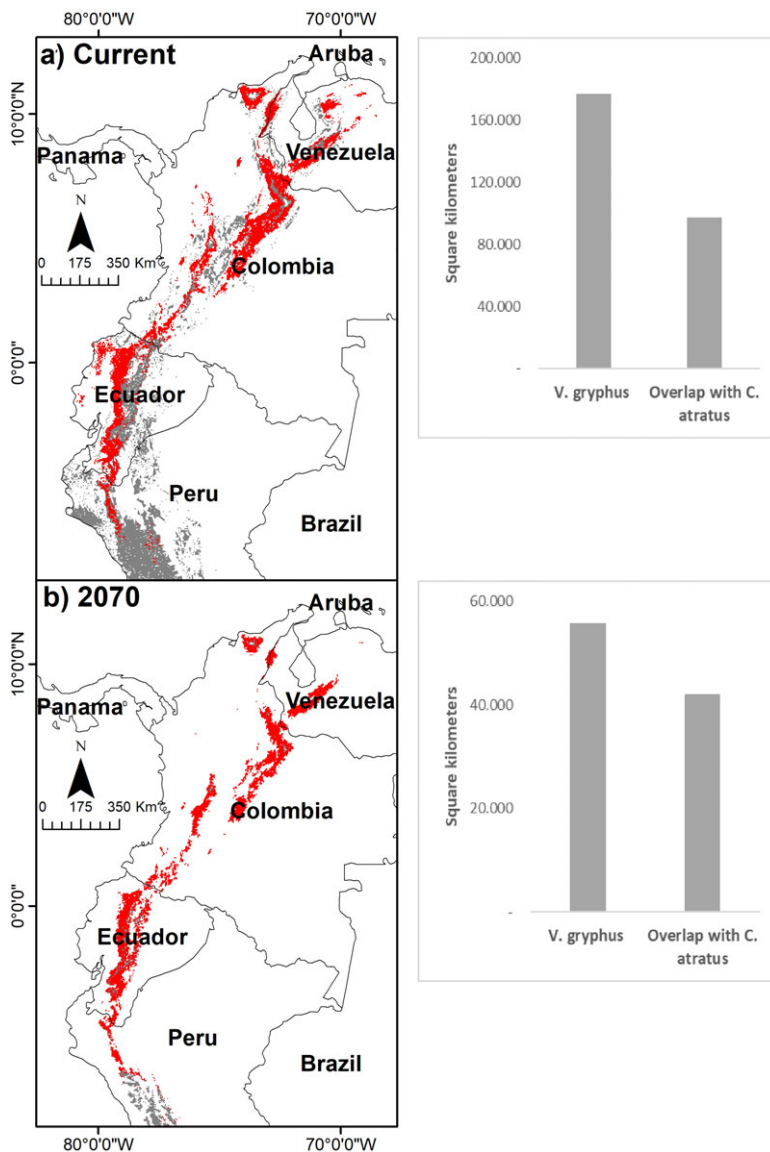 80°0'0"W 70°0'0"W
a) Current
Aruba
10°0'0"N
Panama
Venezuela
N
0 175 350 Km
Colombia
0°0'0"
Ecuador
Peru
Brazil
200.000
160.000
120.000
80.000
40.000
-
Square kilometers
V. gryphus
Overlap with C.
atratus
b) 2070
Aruba
10°0'0"N
Panama
Venezuela
N
0 175 350 Km
Colombia
0°0'0"
Ecuador
Peru
Brazil
80°0'0"W 70°0'0"W
60.000
40.000
20.000
-
Square kilometers
V. gryphus
Overlap with C.
atratus